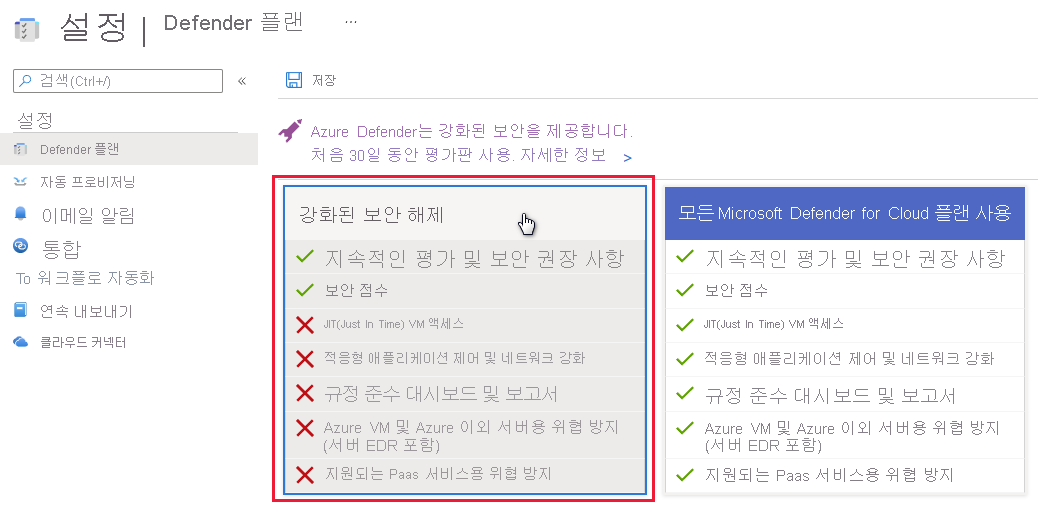 설정 | Defender 플랜 ...
검색(Ctrl+/) «
설정
Defender 플랜
자동 프로비저닝
이메일 알림
통합
To 워크플로 자동화
연속 내보내기
클라우드 커넥터
저장
Azure Defender는 강화된 보안을 제공합니다.
처음 30일 동안 평가판 사용. 자세한 정보 >
강화된 보안 해제
지속적인 평가 및 보안 권장 사항
보안 점수
JIT(Just In Time) VM 액세스
적응형 애플리케이션 제어 및 네트워크 강화
규정 준수 대시보드 및 보고서
Azure VM 및 Azure 이외 서버용 위협 방지
(서버 EDR 포함)
지원되는 Paas 서비스용 위협 방지
모든 Microsoft Defender for Cloud 플랜 사용
지속적인 평가 및 보안 권장 사항
보안 점수
JIT(Just In Time) VM 액세스
적응형 애플리케이션 제어 및 네트워크 강화
규정 준수 대시보드 및 보고서
Azure VM 및 Azure 이외 서버용 위협 방지
(서버 EDR 포함)
지원되는 Paas 서비스용 위협 방지